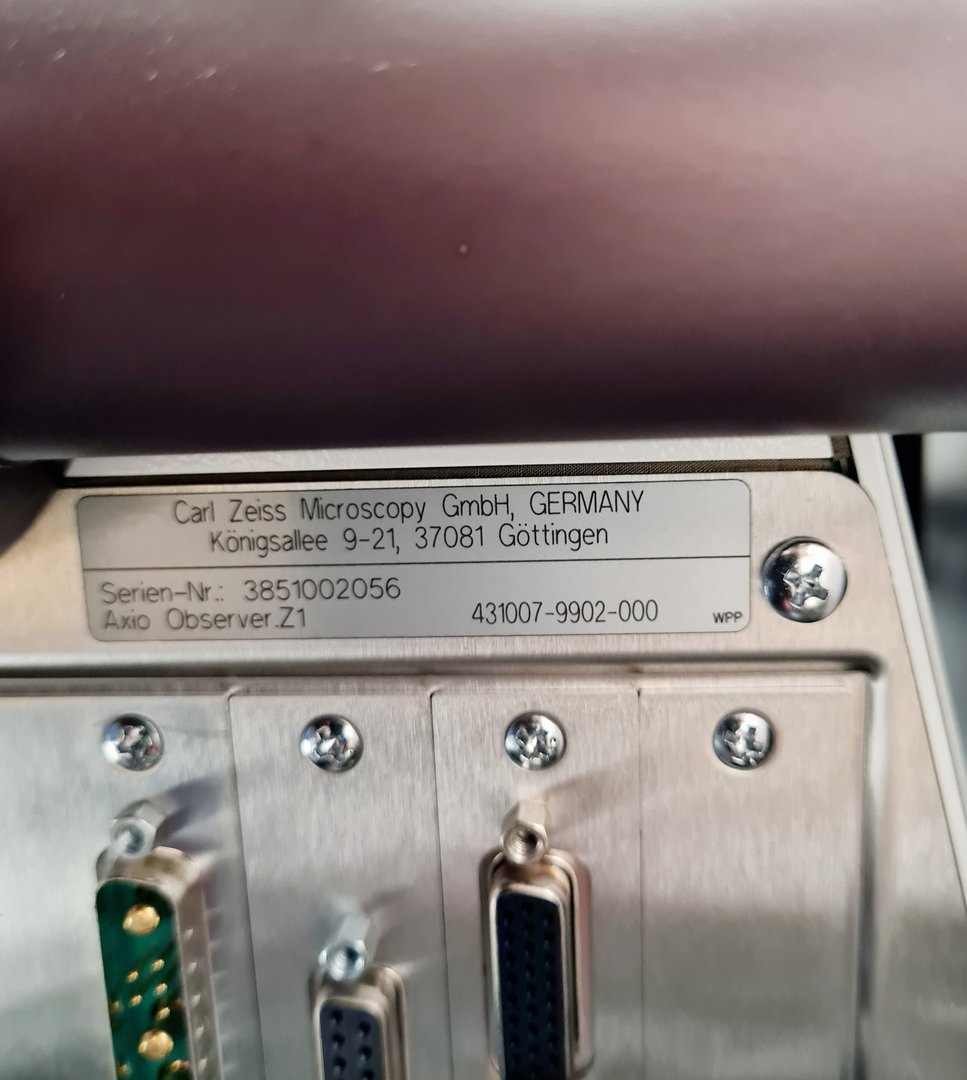 Carl Zeiss Microscopy GmbH, GERMANY
Königsallee 9-21, 37081 Göttingen
Serien-Nr.: 3851002056
Axio Observer.Z1 431007-9902-000 WPP